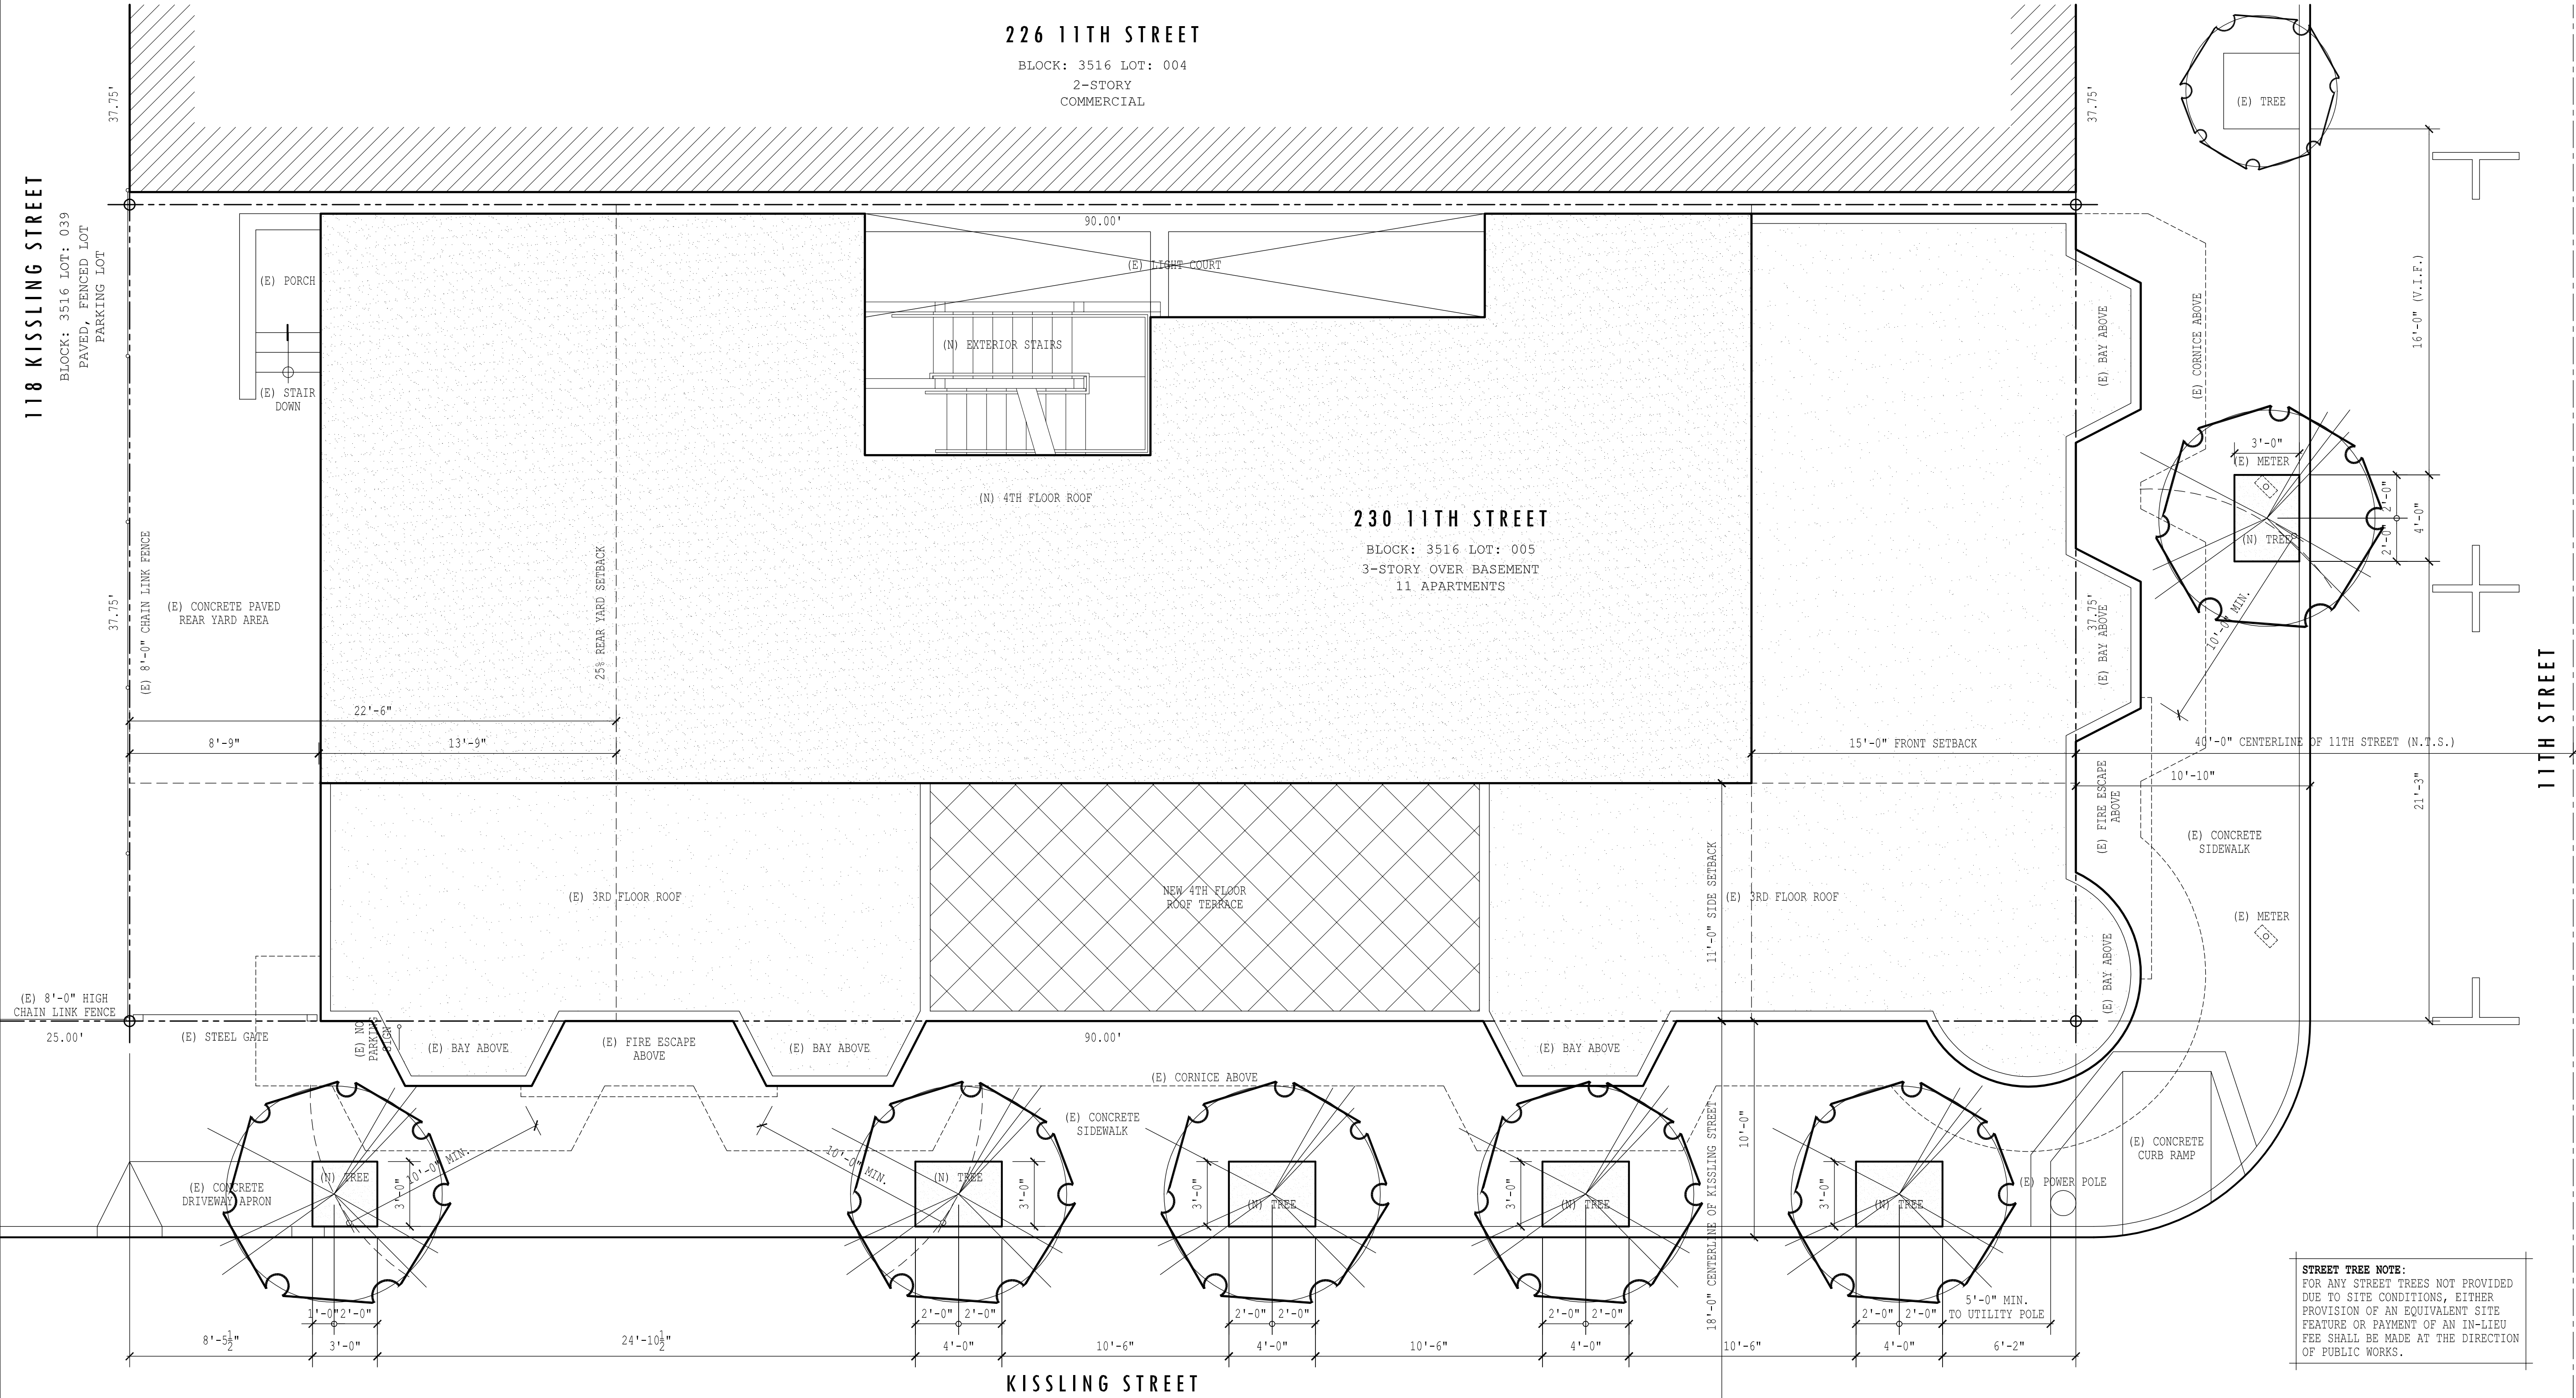 226 11TH STREET
BLOCK: 3516 LOT: 004
2-STORY
COMMERCIAL
37.75'
37.75'
(E) TREE
118 KISSLING STREET
BLOCK: 3516 LOT: 039
PAVED, FENCED LOT
PARKING LOT
90.00'
(E) PORCH
(E) LIGHT COURT
(N) EXTERIOR STAIRS
(E) STAIR
DOWN
(E) BAY ABOVE
(E) CORNICE ABOVE
16'-0" (V.I.F.)
3'-0"
(E) METER
(N) TREE
2'-0"
2'-0"
4'-0"
(N) 4TH FLOOR ROOF
230 11TH STREET
BLOCK: 3516 LOT: 005
3-STORY OVER BASEMENT
11 APARTMENTS
37.75'
(E) 8'-0" CHAIN LINK FENCE
(E) CONCRETE PAVED
REAR YARD AREA
25% REAR YARD SETBACK
37.75'
(E) BAY ABOVE
10'-0" MIN.
11TH STREET
22'-6"
8'-9"
13'-9"
15'-0" FRONT SETBACK
40'-0" CENTERLINE OF 11TH STREET (N.T.S.)
10'-10"
21'-3"
(E) FIRE ESCAPE
ABOVE
(E) CONCRETE
SIDEWALK
(E) 3RD FLOOR ROOF
NEW 4TH FLOOR
ROOF TERRACE
11'-0" SIDE SETBACK
(E) 3RD FLOOR ROOF
(E) METER
(E) BAY ABOVE
(E) 8'-0" HIGH
CHAIN LINK FENCE
25.00'
(E) STEEL GATE
(E) NO
PARKING
SIGN
(E) BAY ABOVE
(E) FIRE ESCAPE
ABOVE
(E) BAY ABOVE
90.00'
(E) BAY ABOVE
(E) CORNICE ABOVE
(E) CONCRETE
SIDEWALK
10'-0"
18'-0" CENTERLINE OF KISSLING STREET
(E) CONCRETE
CURB RAMP
(E) POWER POLE
(E) CONCRETE
DRIVEWAY APRON
(N) TREE
3'-0"
10'-0" MIN.
10'-0" MIN.
(N) TREE
3'-0"
3'-0"
(N) TREE
3'-0"
(N) TREE
3'-0"
(N) TREE
1'-0" 2'-0"
2'-0" 2'-0"
2'-0" 2'-0"
2'-0" 2'-0"
2'-0" 2'-0"
5'-0" MIN.
TO UTILITY POLE
8'-5½"
3'-0"
24'-10½"
4'-0"
10'-6"
4'-0"
10'-6"
4'-0"
10'-6"
4'-0"
6'-2"
KISSLING STREET
STREET TREE NOTE:
FOR ANY STREET TREES NOT PROVIDED
DUE TO SITE CONDITIONS, EITHER
PROVISION OF AN EQUIVALENT SITE
FEATURE OR PAYMENT OF AN IN-LIEU
FEE SHALL BE MADE AT THE DIRECTION
OF PUBLIC WORKS.